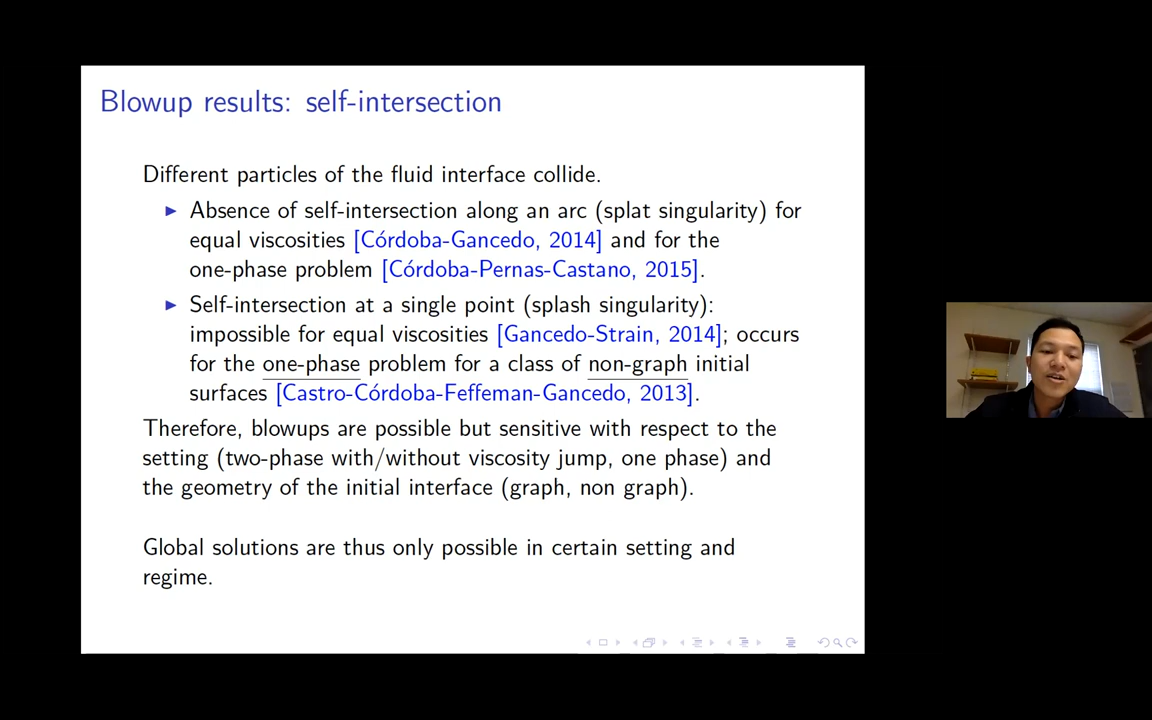 Blowup results: self-intersection
Different particles of the fluid interface collide.
▶ Absence of self-intersection along an arc (splat singularity) for
equal viscosities [Córdoba-Gancedo, 2014] and for the
one-phase problem [Córdoba-Pernas-Castano, 2015].
▶ Self-intersection at a single point (splash singularity):
impossible for equal viscosities [Gancedo-Strain, 2014]; occurs
for the one-phase problem for a class of non-graph initial
surfaces [Castro-Córdoba-Feffeman-Gancedo, 2013].
Therefore, blowups are possible but sensitive with respect to the
setting (two-phase with/without viscosity jump, one phase) and
the geometry of the initial interface (graph, non graph).
Global solutions are thus only possible in certain setting and
regime.